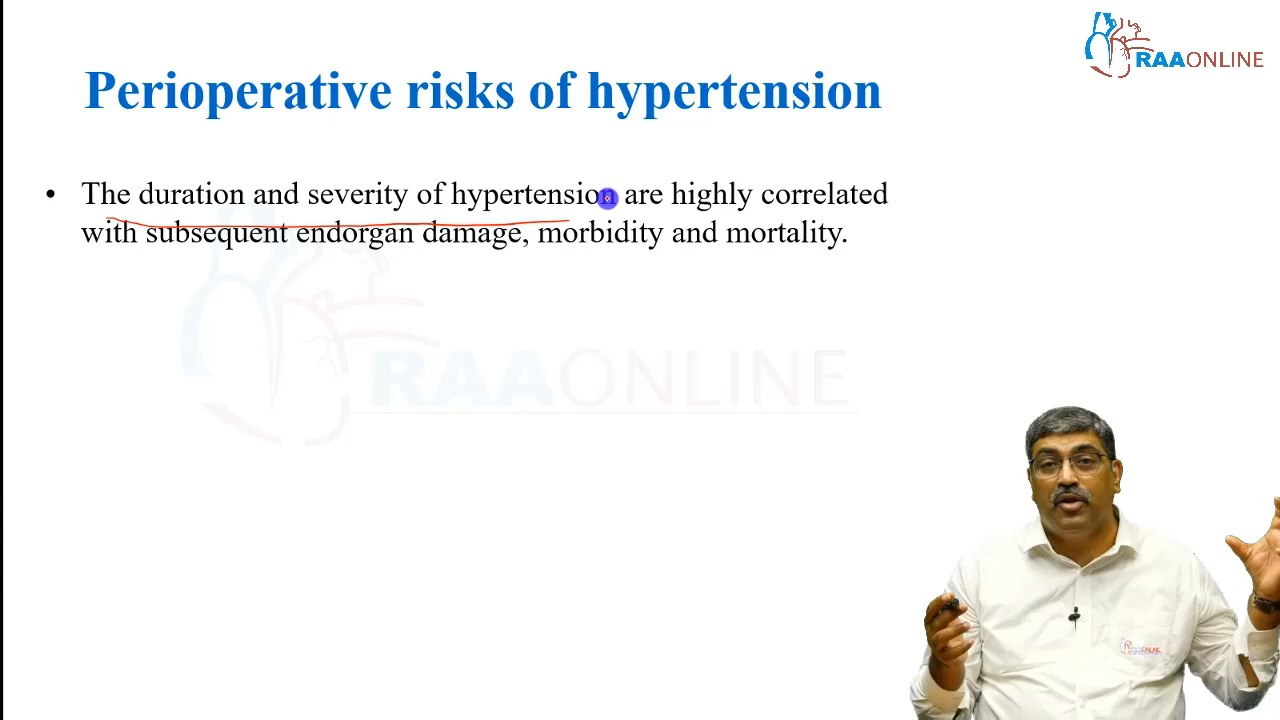 RAAONLINE
Perioperative risks of hypertension
• The duration and severity of hypertension are highly correlated
with subsequent endorgan damage, morbidity and mortality.
RAAONLINE
RAAONLINE